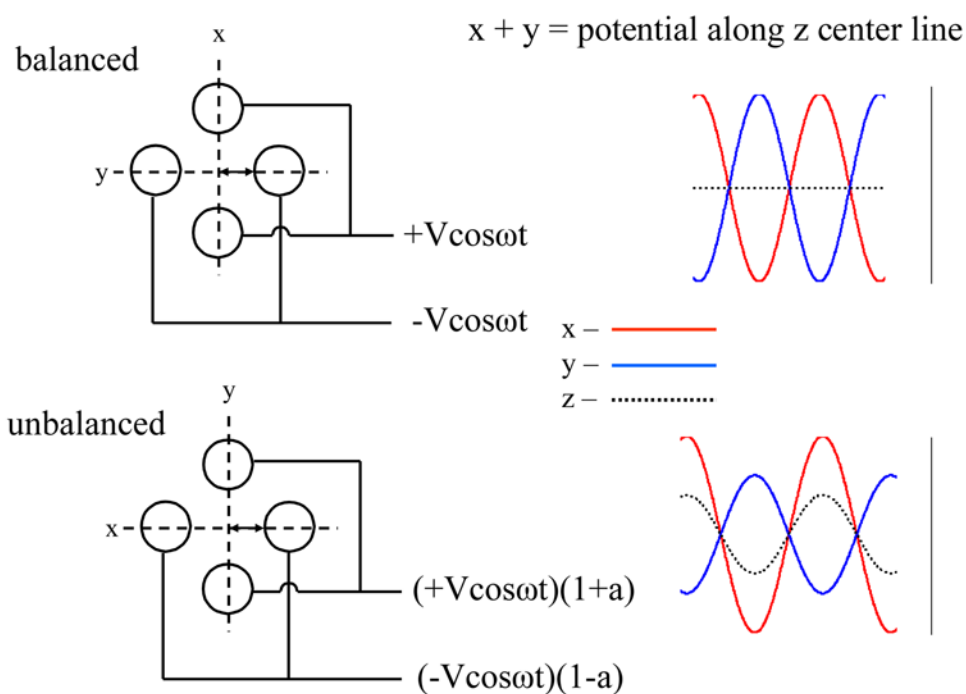 x + y = potential along z center line
balanced
x
y
+Vcosωt
-Vcosωt
x –
y –
z –
unbalanced
y
x
(+Vcosωt)(1+a)
(-Vcosωt)(1-a)